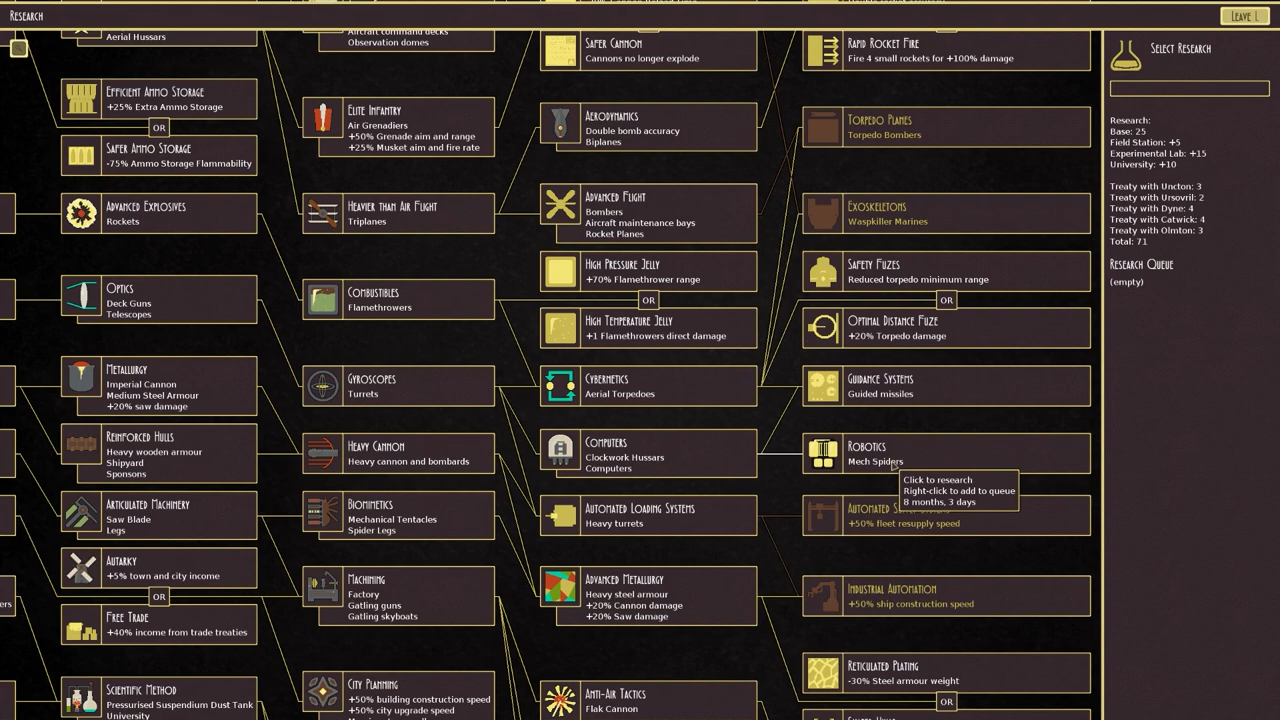 RESEARCH
LEAVE
Aerial Hussars
EFFICIENT AMMO STORAGE
+25% Extra Ammo Storage
OR
SAFER AMMO STORAGE
-75% Ammo Storage Flammability
ADVANCED EXPLOSIVES
Rockets
OPTICS
Deck Guns
Telescopes
METALLURGY
Imperial Cannon
Medium Steel Armour
+20% saw damage
REINFORCED HULLS
Heavy wooden armour
Shipyard
Sponsons
ARTICULATED MACHINERY
Saw Blade
Legs
AUTARKY
+5% town and city income
OR
FREE TRADE
+40% income from trade treaties
SCIENTIFIC METHOD
Pressurised Suspendium Dust Tank
University
Aircraft command decks
Observation domes
ELITE INFANTRY
Air Grenadiers
+50% Grenade aim and range
+25% Musket aim and fire rate
HEAVIER THAN AIR FLIGHT
Triplanes
COMBUSTIBLES
Flamethrowers
GYROSCOPES
Turrets
HEAVY CANNON
Heavy cannon and bombards
BIOMIMETICS
Mechanical Tentacles
Spider Legs
MACHINING
Factory
Gatling guns
Gatling skyboats
CITY PLANNING
+50% building construction speed
+50% city upgrade speed
SAFER CANNON
Cannons no longer explode
AERODYNAMICS
Double bomb accuracy
Biplanes
ADVANCED FLIGHT
Bombers
Aircraft maintenance bays
Rocket Planes
HIGH PRESSURE JELLY
+70% Flamethrower range
OR
HIGH TEMPERATURE JELLY
+1 Flamethrowers direct damage
CYBERNETICS
Aerial Torpedoes
COMPUTERS
Clockwork Hussars
Computers
AUTOMATED LOADING SYSTEMS
Heavy turrets
ADVANCED METALLURGY
Heavy steel armour
+20% Cannon damage
+20% Saw damage
ANTI-AIR TACTICS
Flak Cannon
RAPID ROCKET FIRE
Fire 4 small rockets for +100% damage
TORPEDO PLANES
Torpedo Bombers
EXOSKELETONS
Waspkiller Marines
SAFETY FUZES
Reduced torpedo minimum range
OR
OPTIMAL DISTANCE FUZE
+20% Torpedo damage
GUIDANCE SYSTEMS
Guided missiles
ROBOTICS
Mech Spiders
Click to research
Right-click to add to queue
8 months, 3 days
AUTOMATED
+50% fleet resupply speed
INDUSTRIAL AUTOMATION
+50% ship construction speed
RETICULATED PLATING
-30% Steel armour weight
OR
SELECT RESEARCH
Research:
Base: 25
Field Station: +5
Experimental Lab: +15
University: +10
Treaty with Uncton: 3
Treaty with Ursovril: 2
Treaty with Dyne: 4
Treaty with Catwick: 4
Treaty with Olmton: 3
Total: 71
RESEARCH QUEUE
(empty)